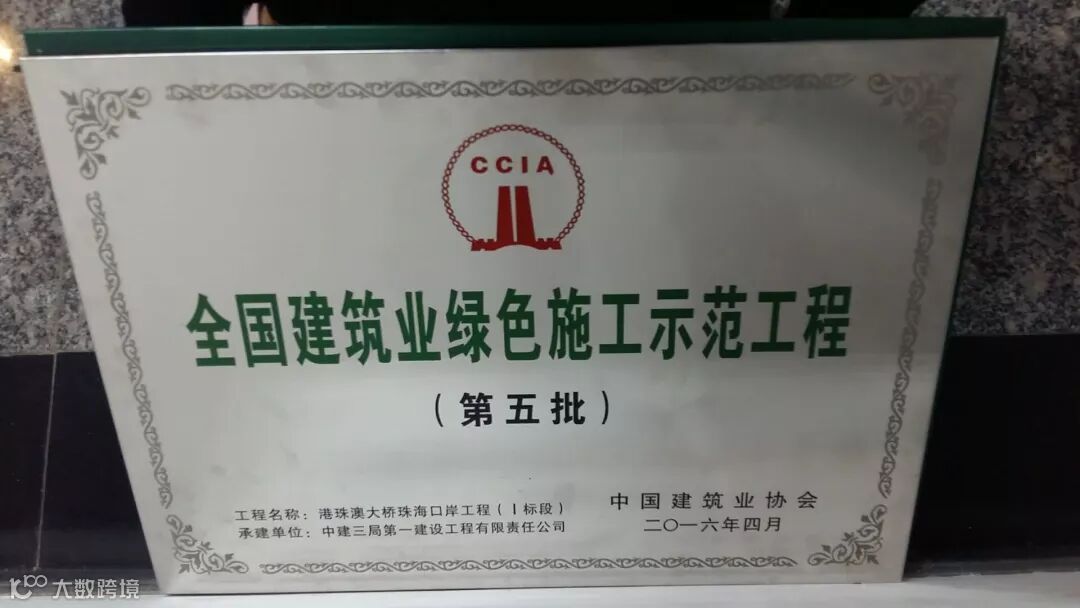 CCIA
全国建筑业绿色施工示范工程
（第五批）
工程名称：港珠澳大桥珠海口岸工程（Ⅰ标段）
承建单位：中建三局第一建设工程有限责任公司
中国建筑业协会
二〇一六年四月
大数跨境